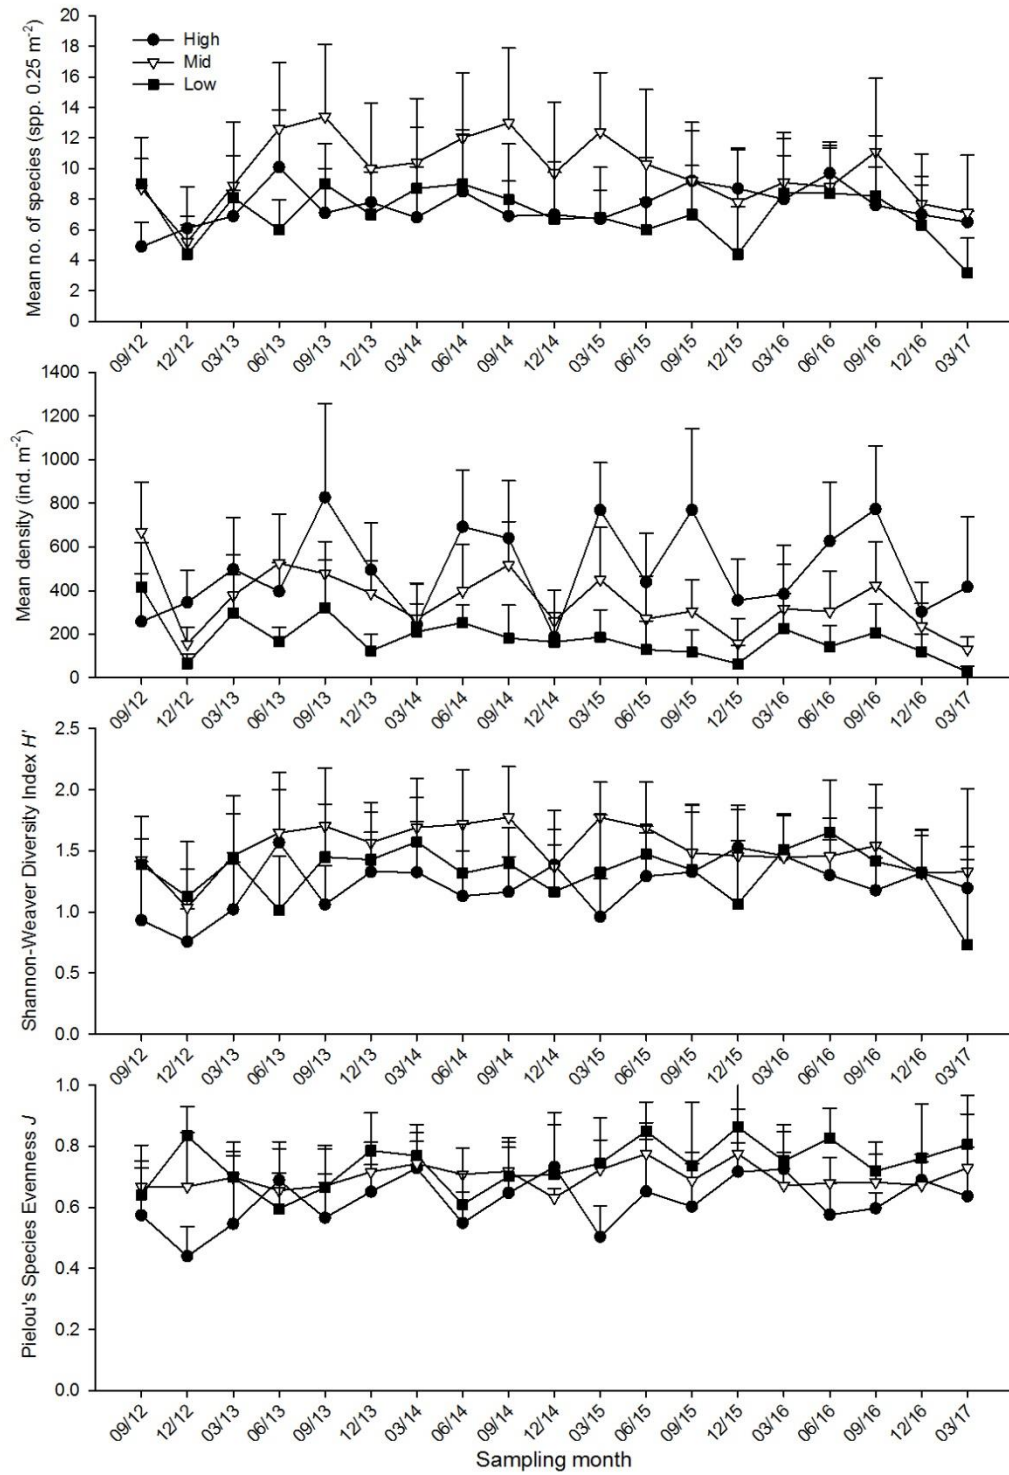 Mean no. of species (spp. 0.25 m-2)
20
18
16
14
12
10
8
6
4
2
0
High
Mid
Low
09/12 12/12 03/13 06/13 09/13 12/13 03/14 06/14 09/14 12/14 03/15 06/15 09/15 12/15 03/16 06/16 09/16 12/16 03/17
Mean density (ind. m-2)
1400
1200
1000
800
600
400
200
0
09/12 12/12 03/13 06/13 09/13 12/13 03/14 06/14 09/14 12/14 03/15 06/15 09/15 12/15 03/16 06/16 09/16 12/16 03/17
Shannon-Weaver Diversity Index H'
2.5
2.0
1.5
1.0
0.5
0.0
09/12 12/12 03/13 06/13 09/13 12/13 03/14 06/14 09/14 12/14 03/15 06/15 09/15 12/15 03/16 06/16 09/16 12/16 03/17
Pielou's Species Evenness J
1.0
0.8
0.6
0.4
0.2
0.0
09/12 12/12 03/13 06/13 09/13 12/13 03/14 06/14 09/14 12/14 03/15 06/15 09/15 12/15 03/16 06/16 09/16 12/16 03/17
Sampling month